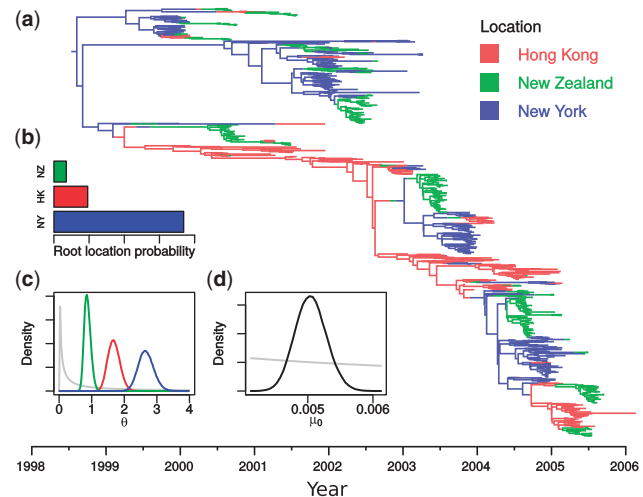 (a)
Location
Hong Kong
New Zealand
New York
(b)
NZ
HK
NY
Root location probability
(c)
Density
0 1 2 3 4
θ
(d)
Density
0.005 0.006
μ0
1998 1999 2000 2001 2002 2003 2004 2005 2006
Year